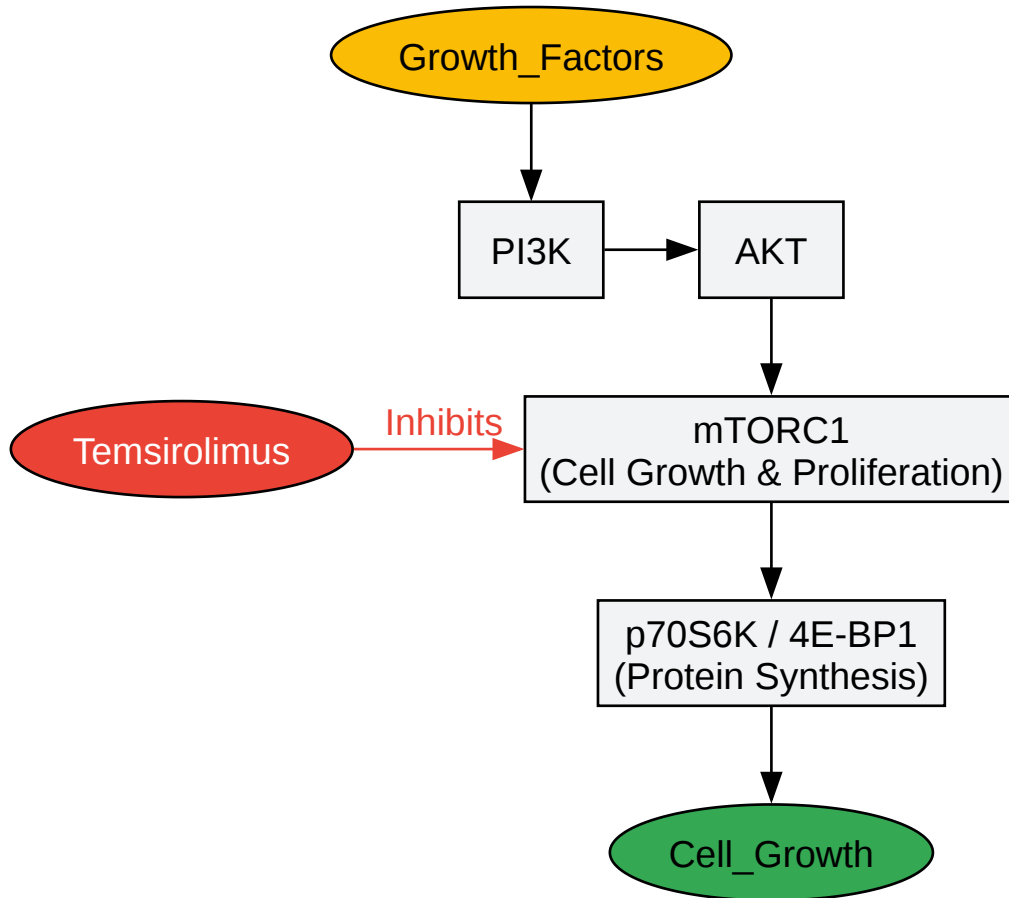 Growth_Factors
PI3K
AKT
Inhibits
Temsirolimus
mTORC1
(Cell Growth & Proliferation)
p70S6K / 4E-BP1
(Protein Synthesis)
Cell_Growth